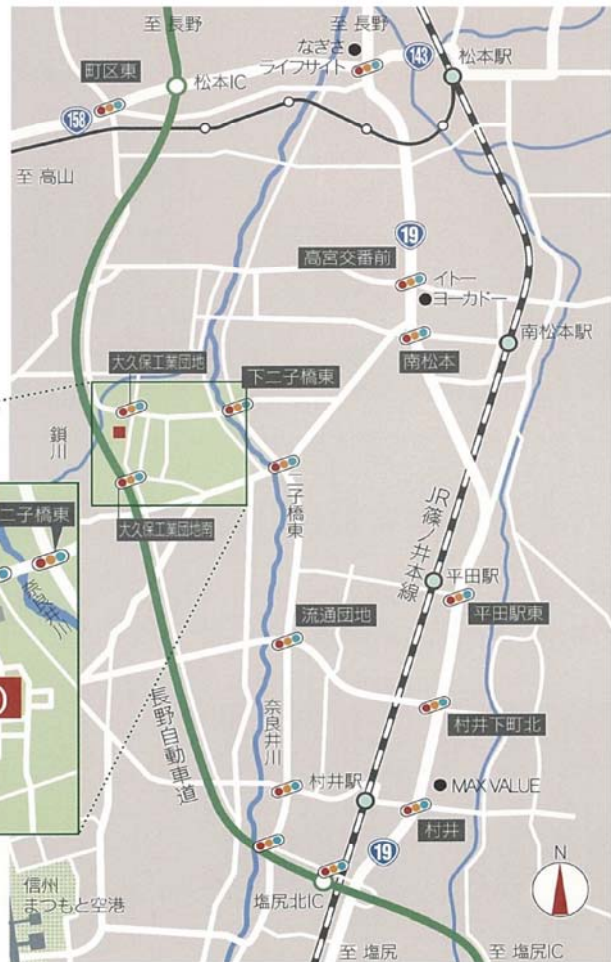 至 長野
至 長野
なぎさ
ライフサイト
143
松本駅
町区東
松本IC
158
至 高山
19
高宮交番前
イトー
ヨーカドー
南松本
南松本駅
大久保工業団地
下二子橋東
鎖川
二子橋東
大久保工業団地南
二子橋東
奈良井川
JR篠ノ井本線
平田駅
平田駅東
流通団地
長野自動車道
奈良井川
村井下町北
村井駅
MAX VALUE
村井
19
信州
まつもと空港
塩尻北IC
N
至 塩尻
至 塩尻IC